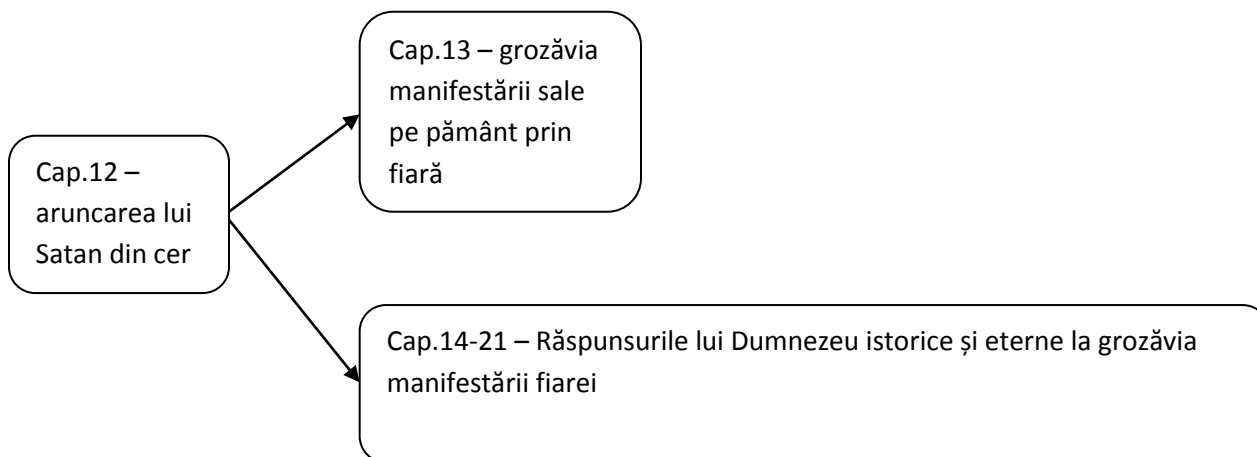 Cap.13 – grozăvia
manifestării sale
pe pământ prin
fiară
Cap.12 –
aruncarea lui
Satan din cer
Cap.14-21 – Răspunsurile lui Dumnezeu istorice și eterne la grozăvia
manifestării fiarei